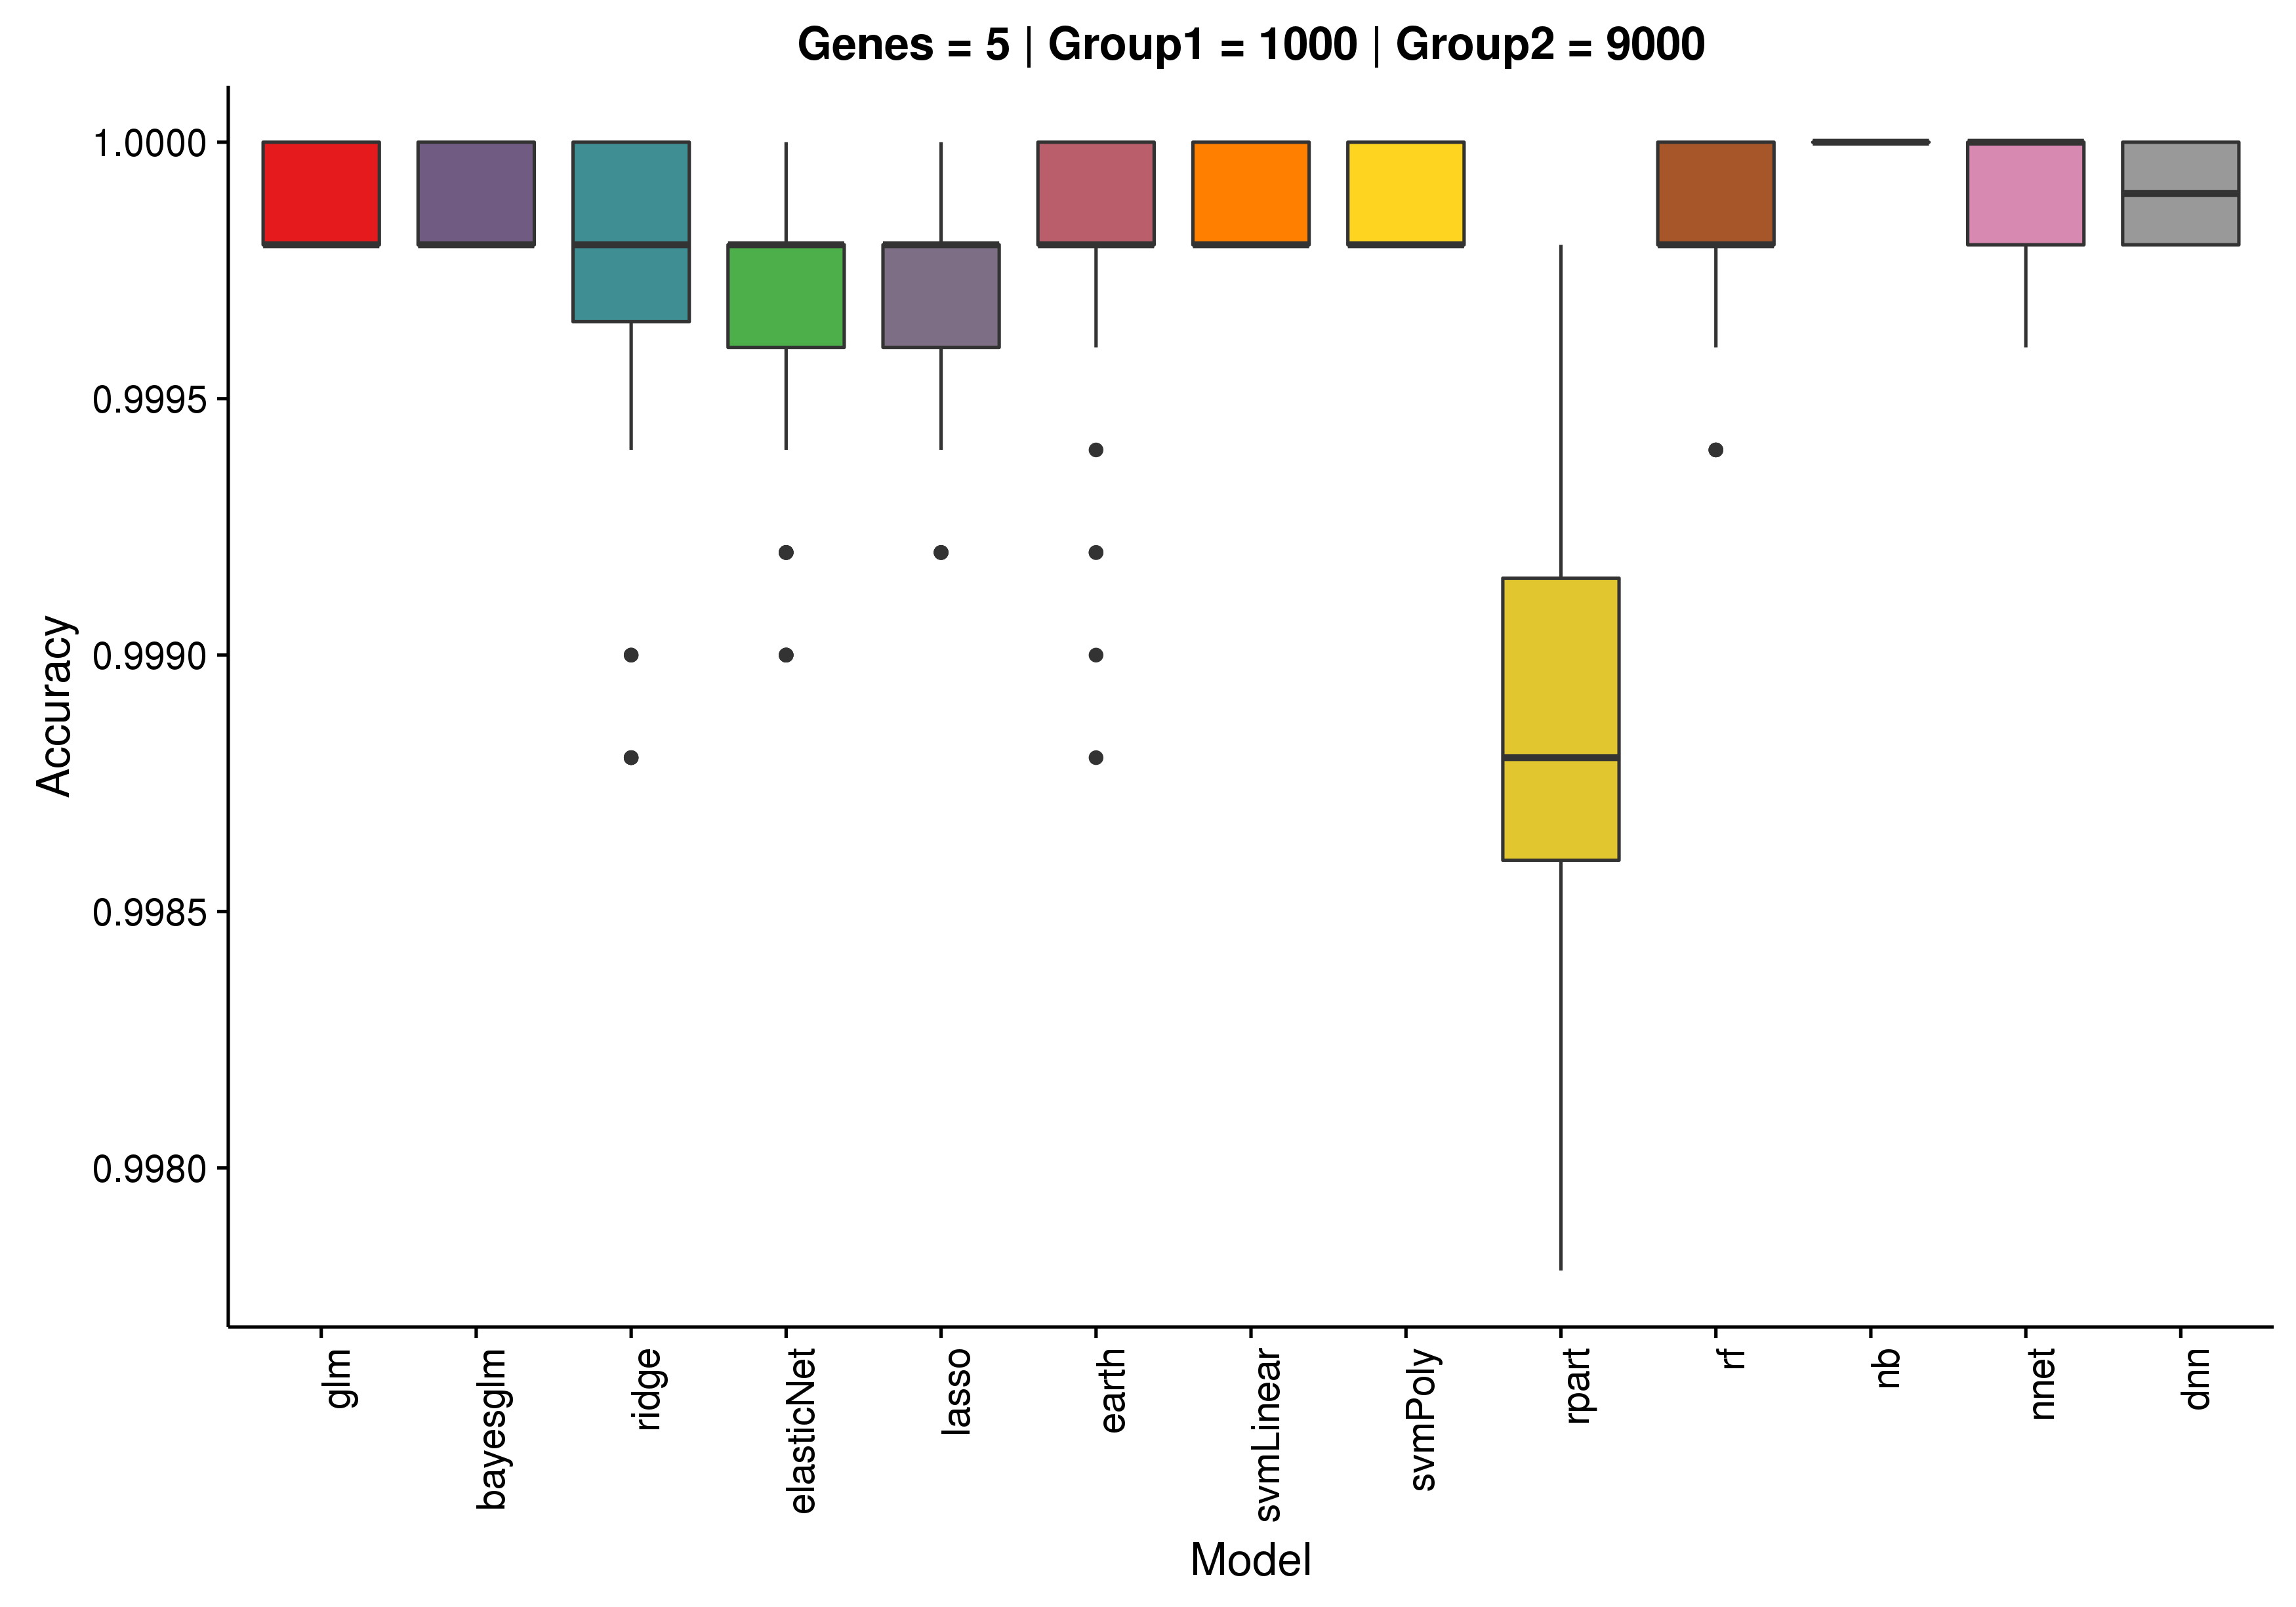 Genes = 5 | Group1 = 1000 | Group2 = 9000
Accuracy
1.0000
0.9995
0.9990
0.9985
0.9980
glm
bayesglm
ridge
elasticNet
lasso
earth
svmLinear
svmPoly
rpart
rf
nb
nnet
dnn
Model